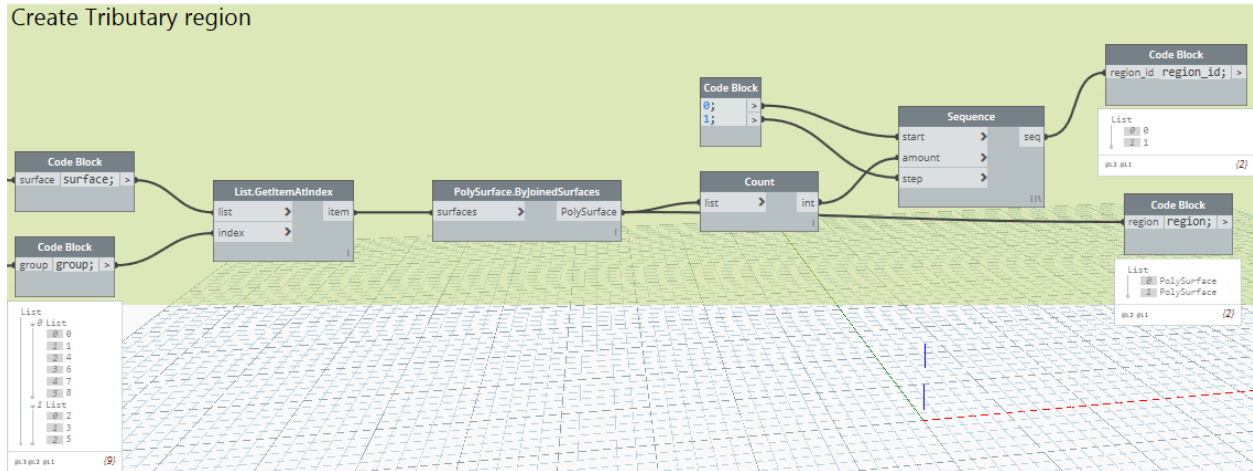 Create Tributary region
Code Block
surface surface; >
Code Block
group group; >
List
0 List
0 0
1 1
2 4
3 6
4 7
5 8
1 List
0 2
1 3
2 5
@L3 @L2 @L1 {9}
List.GetItemAtIndex
list > item
index >
PolySurface.ByJoinedSurfaces
surfaces > PolySurface
Code Block
0; >
1; >
Count
list > int
Sequence
start > seq
amount >
step >
Code Block
region_id region_id; >
List
0 0
1 1
@L2 @L1 {2}
Code Block
region region; >
List
0 PolySurface
1 PolySurface
@L2 @L1 {2}